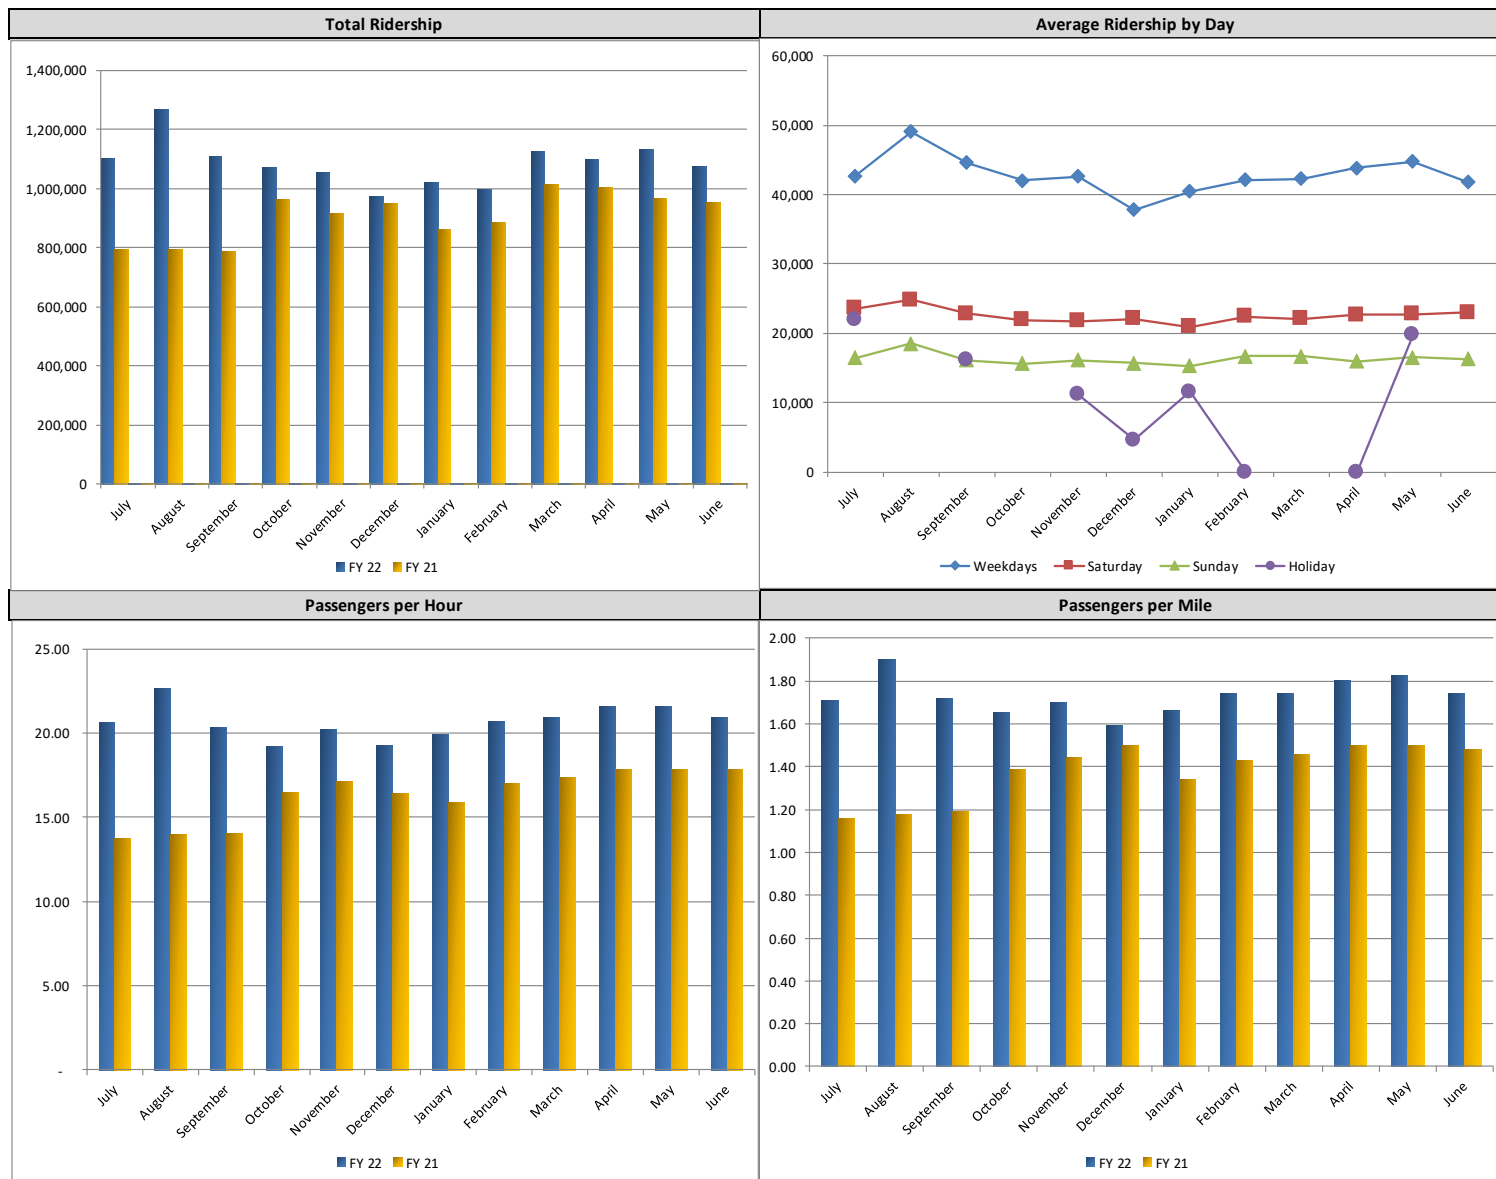 Total Ridership
1,400,000
1,200,000
1,000,000
800,000
600,000
400,000
200,000
0
July August September October November December January February March April May June
FY 22 FY 21
Average Ridership by Day
60,000
50,000
40,000
30,000
20,000
10,000
0
July August September October November December January February March April May June
Weekdays Saturday Sunday Holiday
Passengers per Hour
25.00
20.00
15.00
10.00
5.00
-
July August September October November December January February March April May June
FY 22 FY 21
Passengers per Mile
2.00
1.80
1.60
1.40
1.20
1.00
0.80
0.60
0.40
0.20
0.00
July August September October November December January February March April May June
FY 22 FY 21